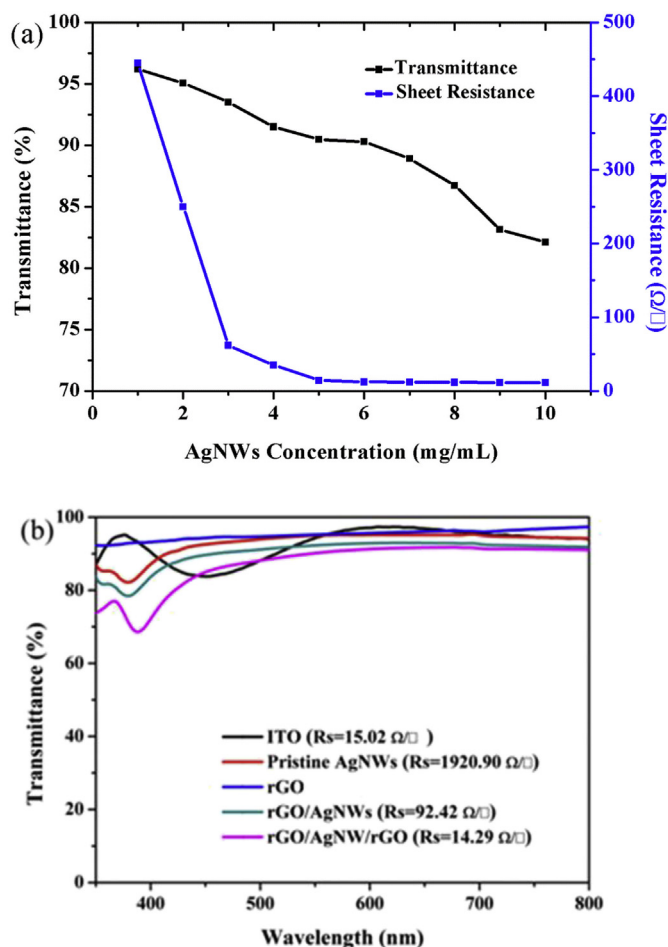 (a)
100
95
90
85
80
75
70
Transmittance (%)
Transmittance
Sheet Resistance
500
400
300
200
100
0
Sheet Resistance (Ω/□)
0 2 4 6 8 10
AgNWs Concentration (mg/mL)
(b)
100
80
60
40
20
0
Transmittance (%)
ITO (Rs=15.02 Ω/□ )
Pristine AgNWs (Rs=1920.90 Ω/□)
rGO
rGO/AgNWs (Rs=92.42 Ω/□)
rGO/AgNW/rGO (Rs=14.29 Ω/□)
400 500 600 700 800
Wavelength (nm)